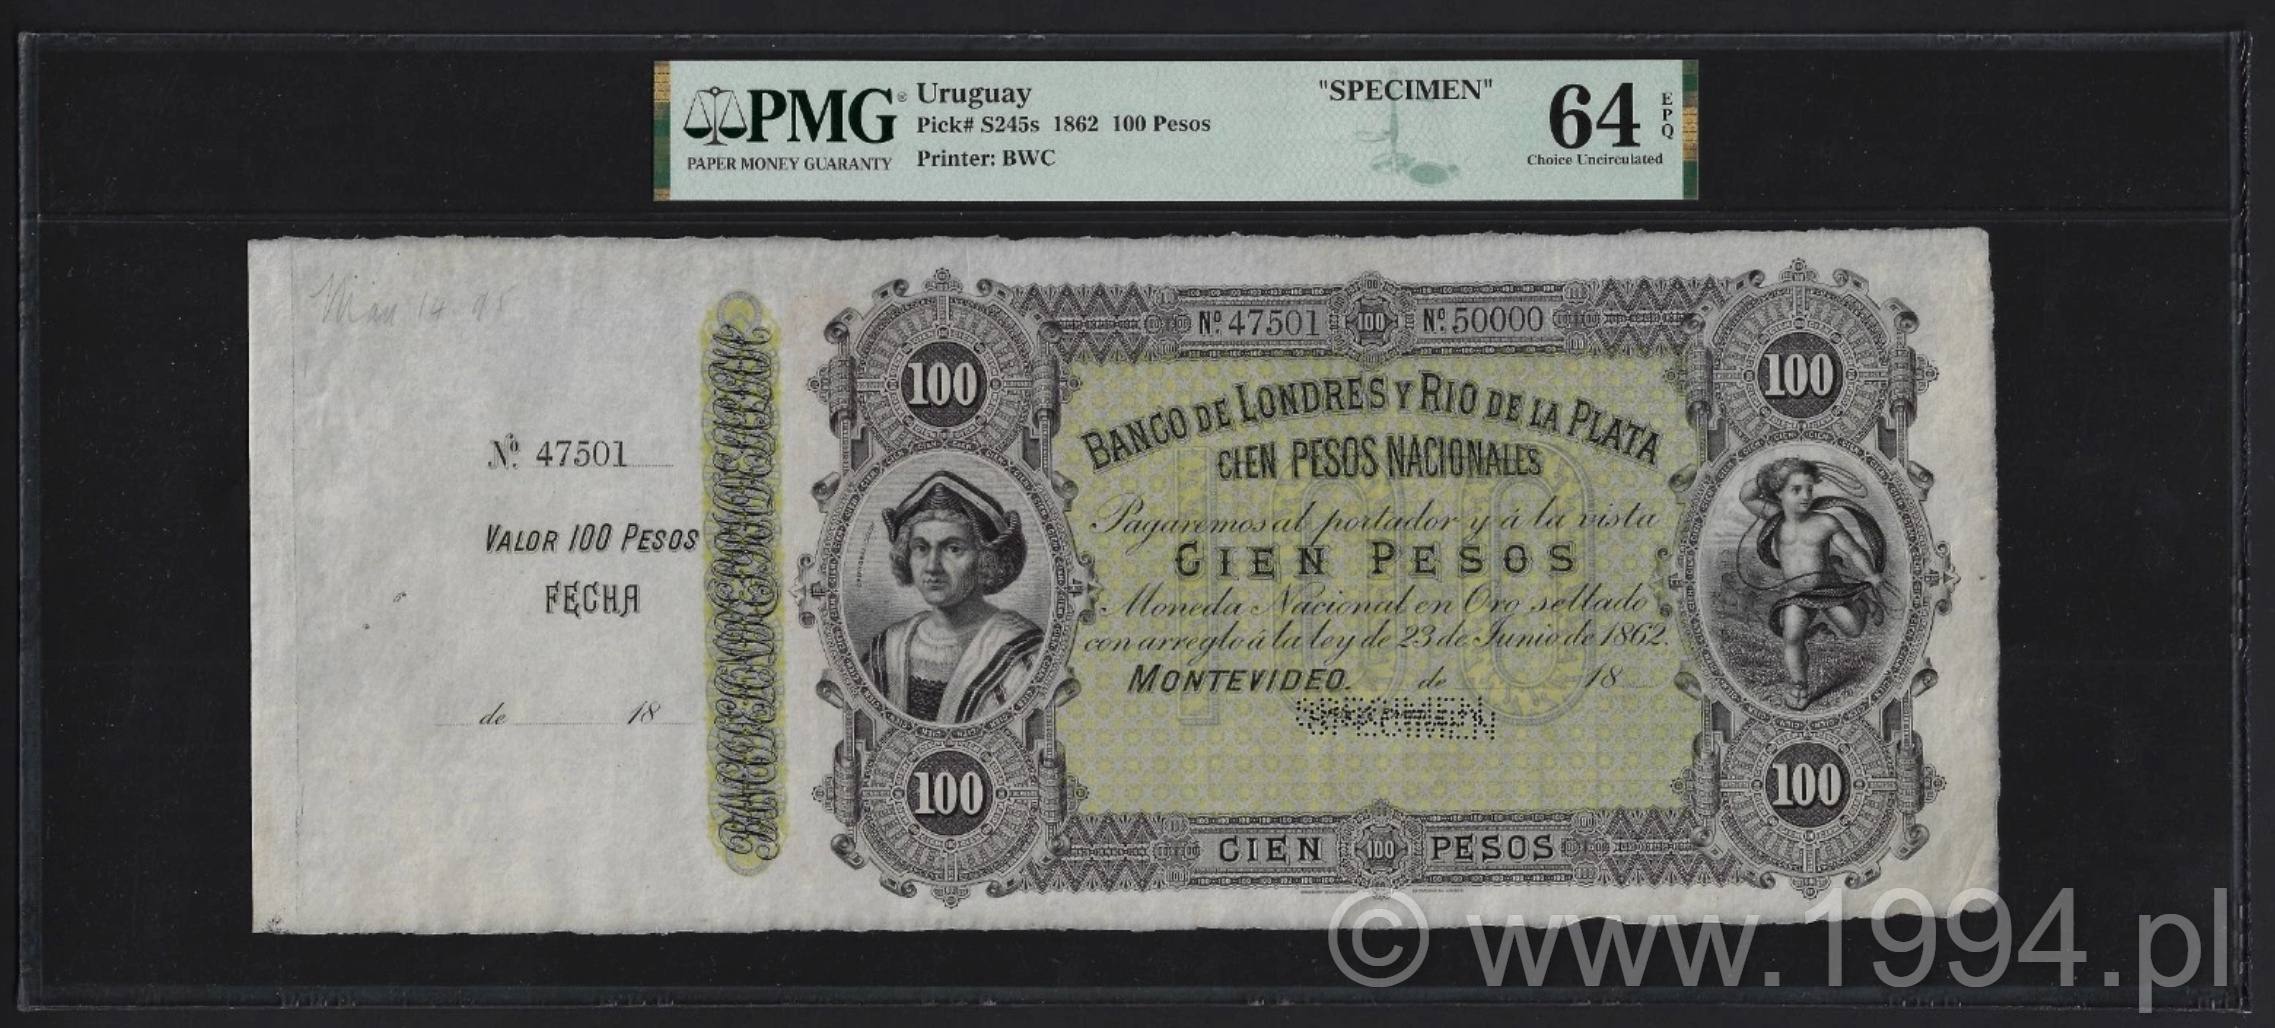 PMG®
PAPER MONEY GUARANTY
Uruguay
Pick# S245s 1862 100 Pesos
Printer: BWC
"SPECIMEN"
64
EPQ
Choice Uncirculated
Nº 47501 100 Nº 50000
100 100
BANCO DE LONDRES Y RIO DE LA PLATA
CIEN PESOS NACIONALES
Pagaremos al portador y á la vista
CIEN PESOS
Moneda Nacional en Oro sellado
con arreglo á la ley de 23 de Junio de 1862.
MONTEVIDEO. de 18
SPECIMEN
100 100
CIEN 100 PESOS
Nº 47501
VALOR 100 PESOS
FECHA
de 18
© www.1994.pl